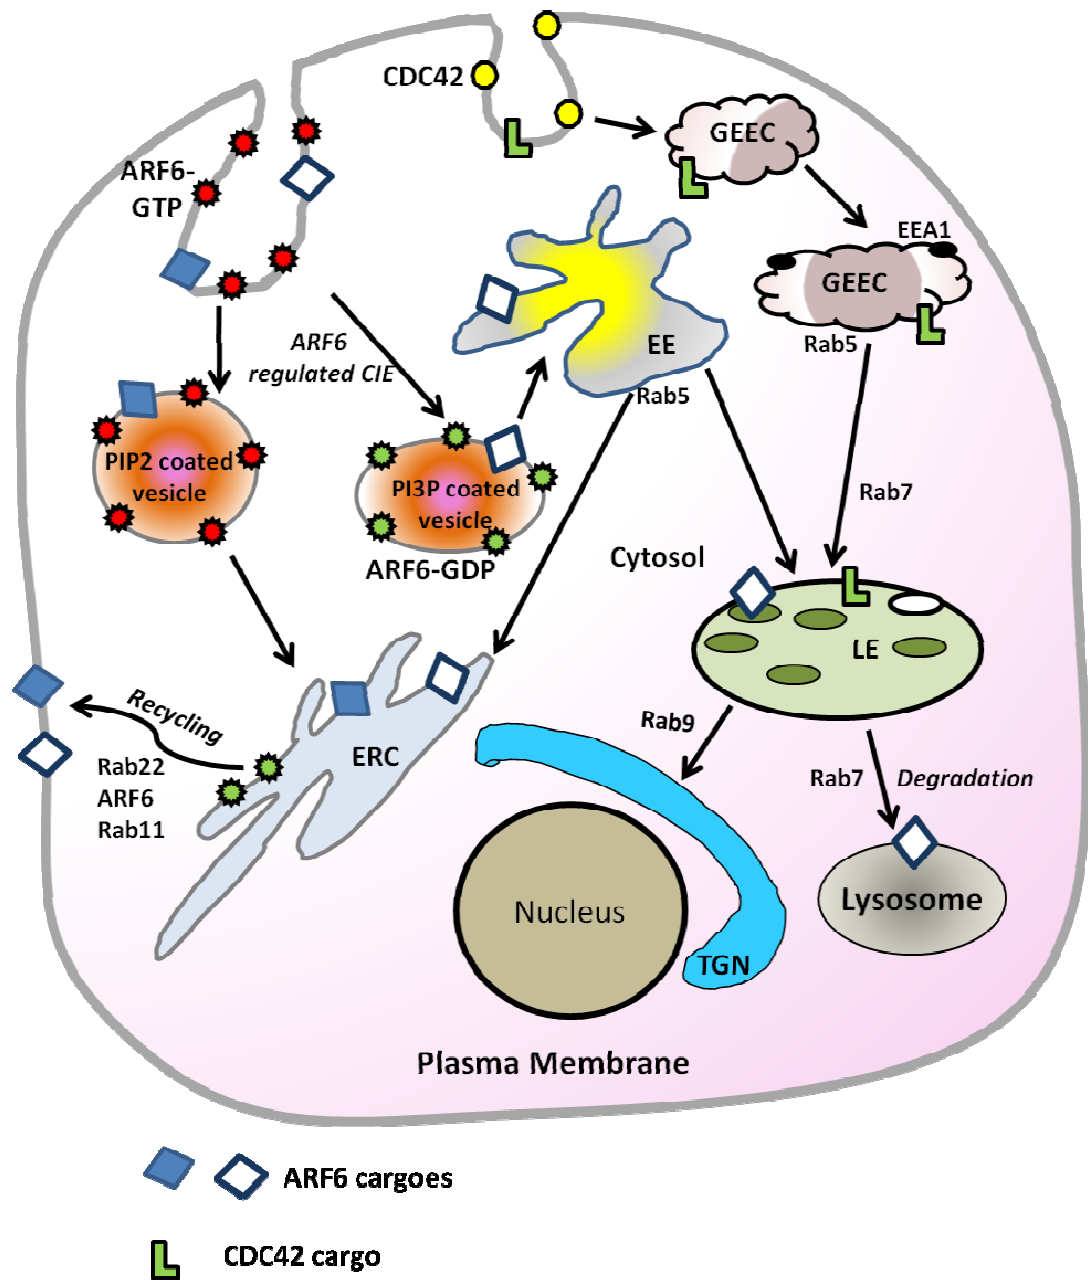 CDC42
GEEC
ARF6-
GTP
EEA1
GEEC
ARF6
regulated CIE
EE
Rab5
Rab5
PIP2 coated
vesicle
PI3P coated
vesicle
Rab7
ARF6-GDP
Cytosol
LE
Recycling
Rab9
ERC
Rab22
ARF6
Rab11
Rab7
Degradation
Nucleus
Lysosome
TGN
Plasma Membrane
ARF6 cargoes
CDC42 cargo